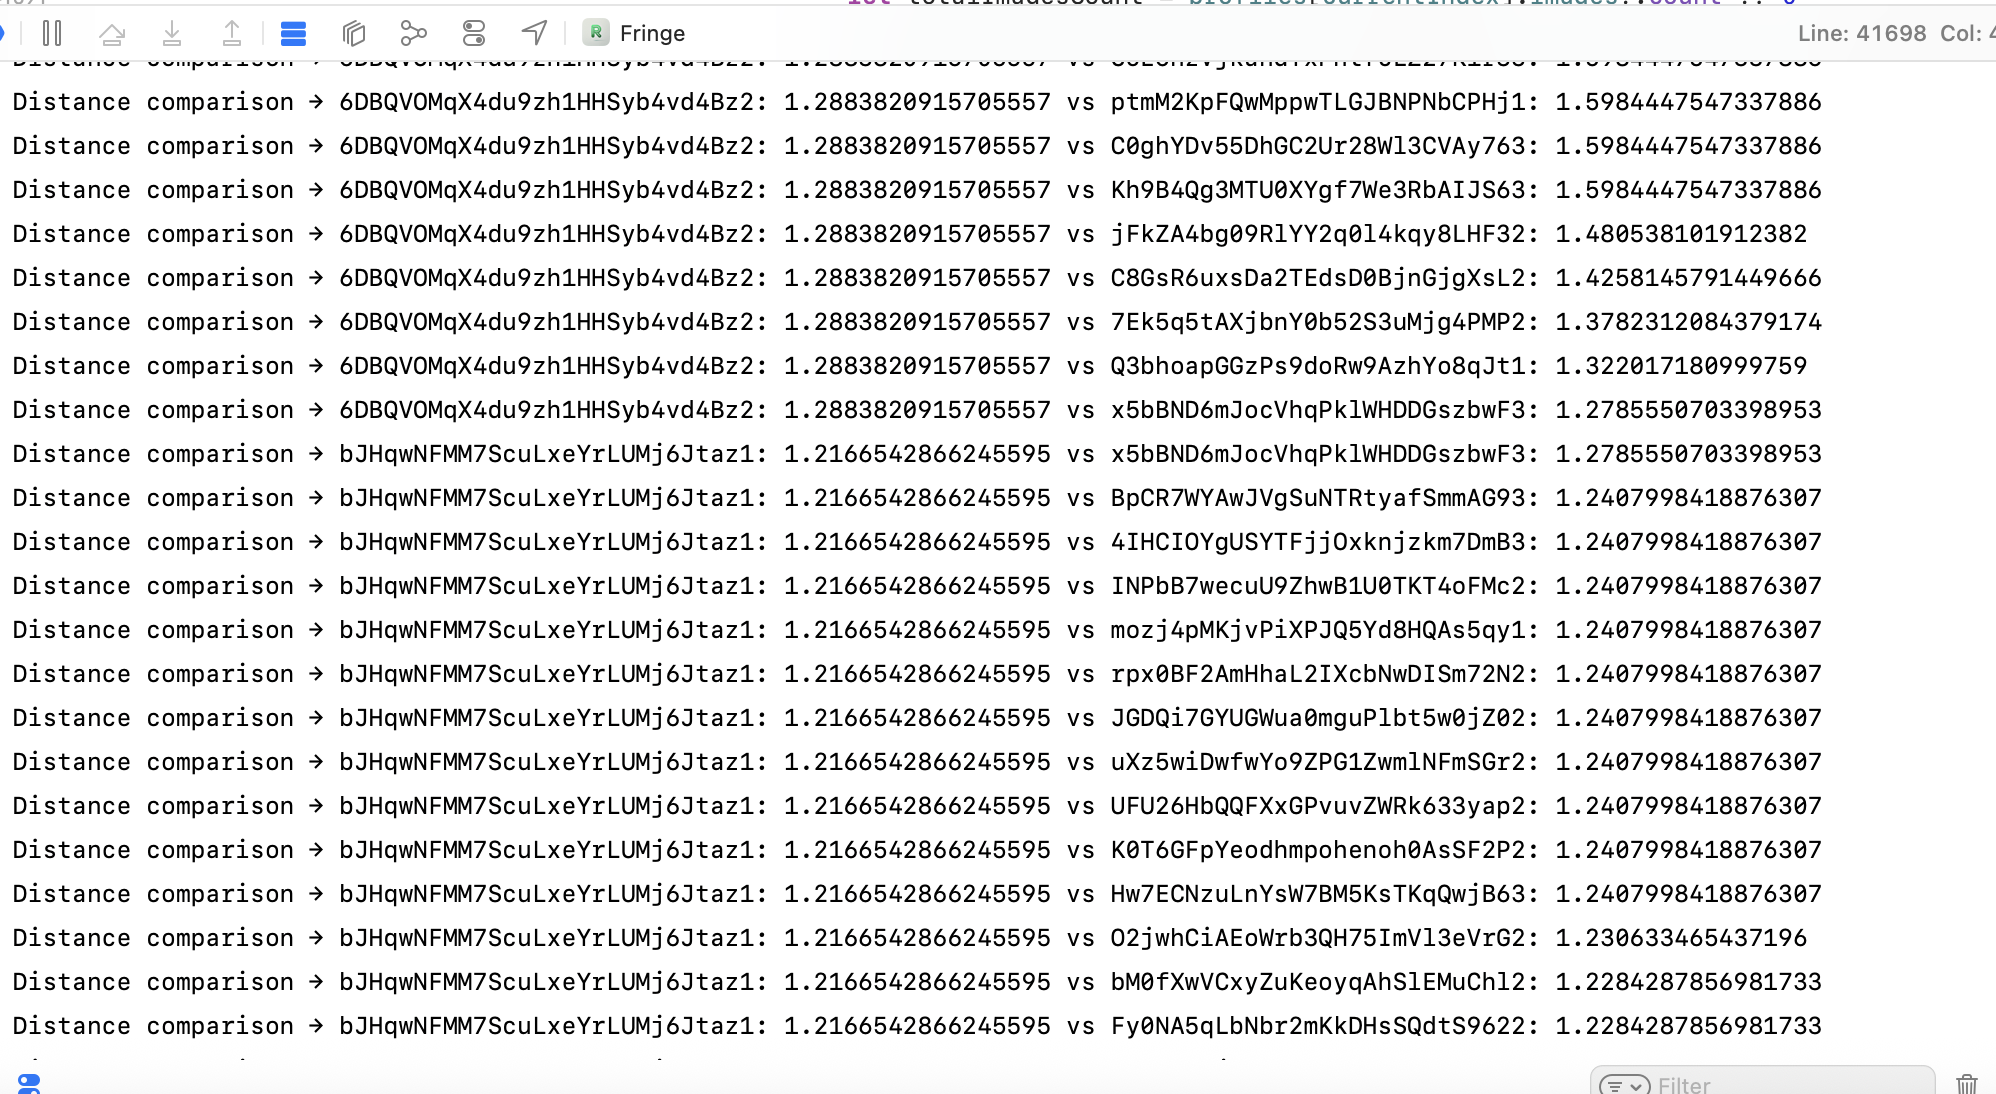 Fringe
Line: 41698 Col: 4
Distance comparison → 6DBQVOMqX4du9zh1HHSyb4vd4Bz2: 1.2883820915705557 vs ptmM2KpFQwMppwTLGJBNPNbCPHj1: 1.5984447547337886
Distance comparison → 6DBQVOMqX4du9zh1HHSyb4vd4Bz2: 1.2883820915705557 vs C0ghYDv55DhGC2Ur28Wl3CVAy763: 1.5984447547337886
Distance comparison → 6DBQVOMqX4du9zh1HHSyb4vd4Bz2: 1.2883820915705557 vs Kh9B4Qg3MTU0XYgf7We3RbAIJS63: 1.5984447547337886
Distance comparison → 6DBQVOMqX4du9zh1HHSyb4vd4Bz2: 1.2883820915705557 vs jFkZA4bg09RlYY2q0l4kqy8LHF32: 1.480538101912382
Distance comparison → 6DBQVOMqX4du9zh1HHSyb4vd4Bz2: 1.2883820915705557 vs C8GsR6uxsDa2TEdsD0BjnGjgXsL2: 1.4258145791449666
Distance comparison → 6DBQVOMqX4du9zh1HHSyb4vd4Bz2: 1.2883820915705557 vs 7Ek5q5tAXjbnY0b52S3uMjg4PMP2: 1.3782312084379174
Distance comparison → 6DBQVOMqX4du9zh1HHSyb4vd4Bz2: 1.2883820915705557 vs Q3bhoapGGzPs9doRw9AzhYo8qJt1: 1.322017180999759
Distance comparison → 6DBQVOMqX4du9zh1HHSyb4vd4Bz2: 1.2883820915705557 vs x5bBND6mJocVhqPklWHDDGszbwF3: 1.2785550703398953
Distance comparison → bJHqwNFMM7ScuLxeYrLUMj6Jtaz1: 1.2166542866245595 vs x5bBND6mJocVhqPklWHDDGszbwF3: 1.2785550703398953
Distance comparison → bJHqwNFMM7ScuLxeYrLUMj6Jtaz1: 1.2166542866245595 vs BpCR7WYAwJVgSuNTRtyafSmmAG93: 1.2407998418876307
Distance comparison → bJHqwNFMM7ScuLxeYrLUMj6Jtaz1: 1.2166542866245595 vs 4IHCIOYgUSYTFjjOxknjzkm7DmB3: 1.2407998418876307
Distance comparison → bJHqwNFMM7ScuLxeYrLUMj6Jtaz1: 1.2166542866245595 vs INPbB7wecuU9ZhwB1U0TKT4oFMc2: 1.2407998418876307
Distance comparison → bJHqwNFMM7ScuLxeYrLUMj6Jtaz1: 1.2166542866245595 vs mozj4pMKjvPiXPJQ5Yd8HQAs5qy1: 1.2407998418876307
Distance comparison → bJHqwNFMM7ScuLxeYrLUMj6Jtaz1: 1.2166542866245595 vs rpx0BF2AmHhaL2IXcbNwDISm72N2: 1.2407998418876307
Distance comparison → bJHqwNFMM7ScuLxeYrLUMj6Jtaz1: 1.2166542866245595 vs JGDQi7GYUGWua0mguPlbt5w0jZ02: 1.2407998418876307
Distance comparison → bJHqwNFMM7ScuLxeYrLUMj6Jtaz1: 1.2166542866245595 vs uXz5wiDwfwYo9ZPG1ZwmlNFmSGr2: 1.2407998418876307
Distance comparison → bJHqwNFMM7ScuLxeYrLUMj6Jtaz1: 1.2166542866245595 vs UFU26HbQQFXxGPvuvZWRk633yap2: 1.2407998418876307
Distance comparison → bJHqwNFMM7ScuLxeYrLUMj6Jtaz1: 1.2166542866245595 vs K0T6GFpYeodhmpohenoh0AsSF2P2: 1.2407998418876307
Distance comparison → bJHqwNFMM7ScuLxeYrLUMj6Jtaz1: 1.2166542866245595 vs Hw7ECNzuLnYsW7BM5KsTKqQwjB63: 1.2407998418876307
Distance comparison → bJHqwNFMM7ScuLxeYrLUMj6Jtaz1: 1.2166542866245595 vs O2jwhCiAEoWrb3QH75ImVl3eVrG2: 1.230633465437196
Distance comparison → bJHqwNFMM7ScuLxeYrLUMj6Jtaz1: 1.2166542866245595 vs bM0fXwVCxyZuKeoyqAhSlEMuChl2: 1.2284287856981733
Distance comparison → bJHqwNFMM7ScuLxeYrLUMj6Jtaz1: 1.2166542866245595 vs Fy0NA5qLbNbr2mKkDHsSQdtS9622: 1.2284287856981733
Filter